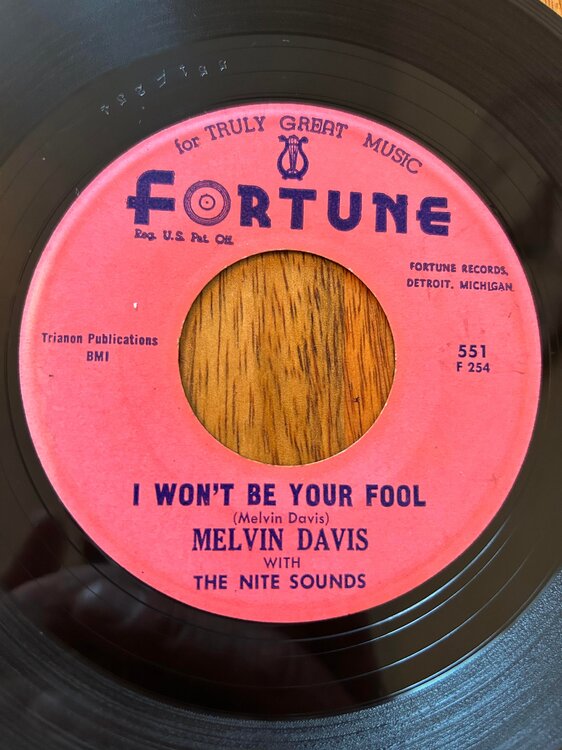 for TRULY GREAT MUSIC
FORTUNE
Reg. U.S. Pat. Off.
FORTUNE RECORDS,
DETROIT, MICHIGAN
Trianon Publications
BMI
551
F 254
I WON'T BE YOUR FOOL
(Melvin Davis)
MELVIN DAVIS
WITH
THE NITE SOUNDS